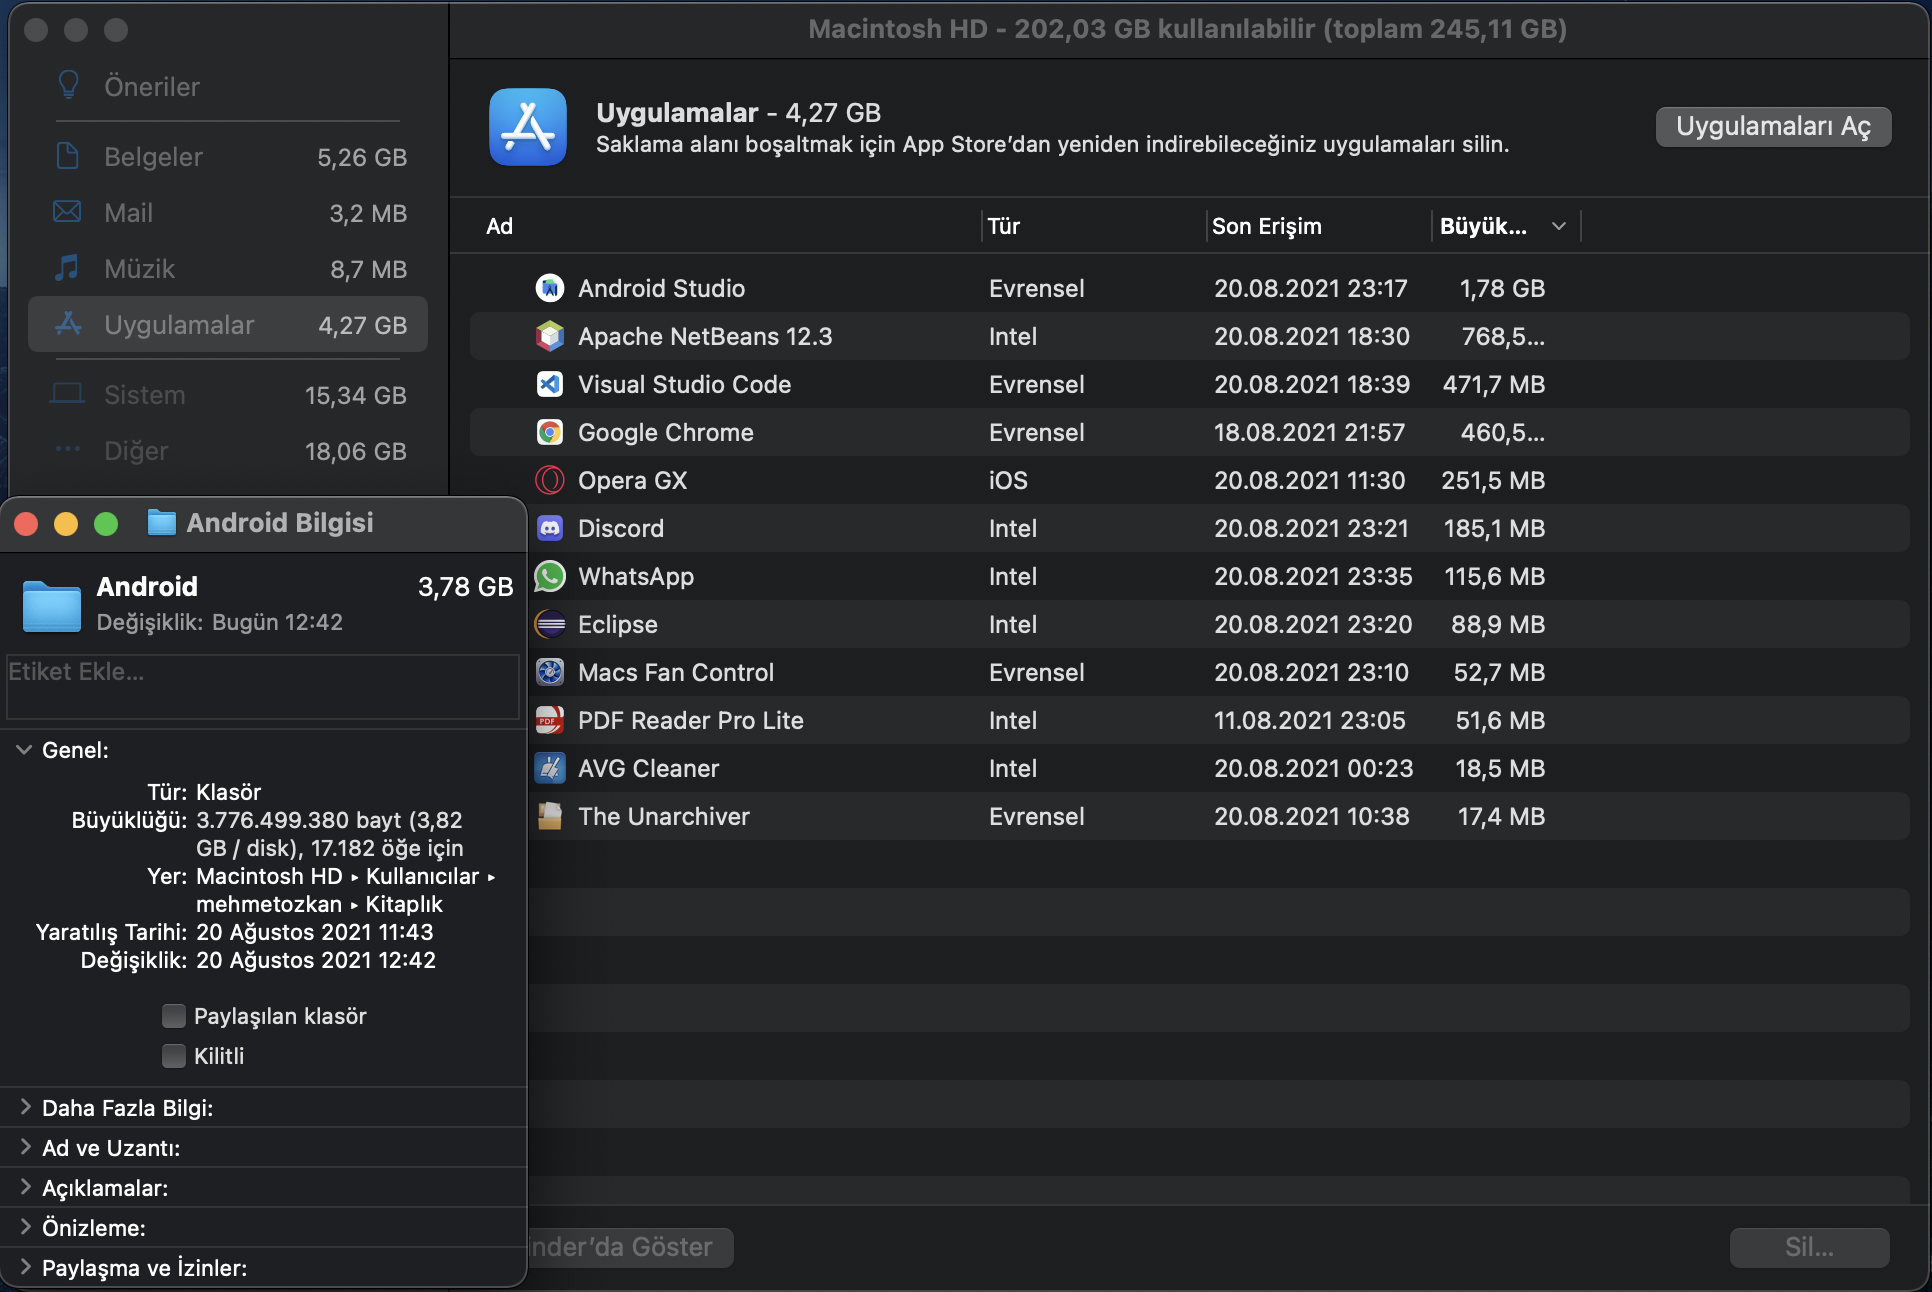 Macintosh HD - 202,03 GB kullanılabilir (toplam 245,11 GB)
Öneriler
Belgeler 5,26 GB
Mail 3,2 MB
Müzik 8,7 MB
Uygulamalar 4,27 GB
Sistem 15,34 GB
Diğer 18,06 GB
Uygulamalar - 4,27 GB
Saklama alanı boşaltmak için App Store’dan yeniden indirebileceğiniz uygulamaları silin.
Uygulamaları Aç
Ad Tür Son Erişim Büyük...
Android Studio Evrensel 20.08.2021 23:17 1,78 GB
Apache NetBeans 12.3 Intel 20.08.2021 18:30 768,5...
Visual Studio Code Evrensel 20.08.2021 18:39 471,7 MB
Google Chrome Evrensel 18.08.2021 21:57 460,5...
Opera GX iOS 20.08.2021 11:30 251,5 MB
Discord Intel 20.08.2021 23:21 185,1 MB
WhatsApp Intel 20.08.2021 23:35 115,6 MB
Eclipse Intel 20.08.2021 23:20 88,9 MB
Macs Fan Control Evrensel 20.08.2021 23:10 52,7 MB
PDF Reader Pro Lite Intel 11.08.2021 23:05 51,6 MB
AVG Cleaner Intel 20.08.2021 00:23 18,5 MB
The Unarchiver Evrensel 20.08.2021 10:38 17,4 MB
inder’da Göster
Sil...
Android Bilgisi
Android 3,78 GB
Değişiklik: Bugün 12:42
Etiket Ekle...
Genel:
Tür: Klasör
Büyüklüğü: 3.776.499.380 bayt (3,82
GB / disk), 17.182 öğe için
Yer: Macintosh HD ▸ Kullanıcılar ▸
mehmetozkan ▸ Kitaplık
Yaratılış Tarihi: 20 Ağustos 2021 11:43
Değişiklik: 20 Ağustos 2021 12:42
Paylaşılan klasör
Kilitli
Daha Fazla Bilgi:
Ad ve Uzantı:
Açıklamalar:
Önizleme:
Paylaşma ve İzinler: